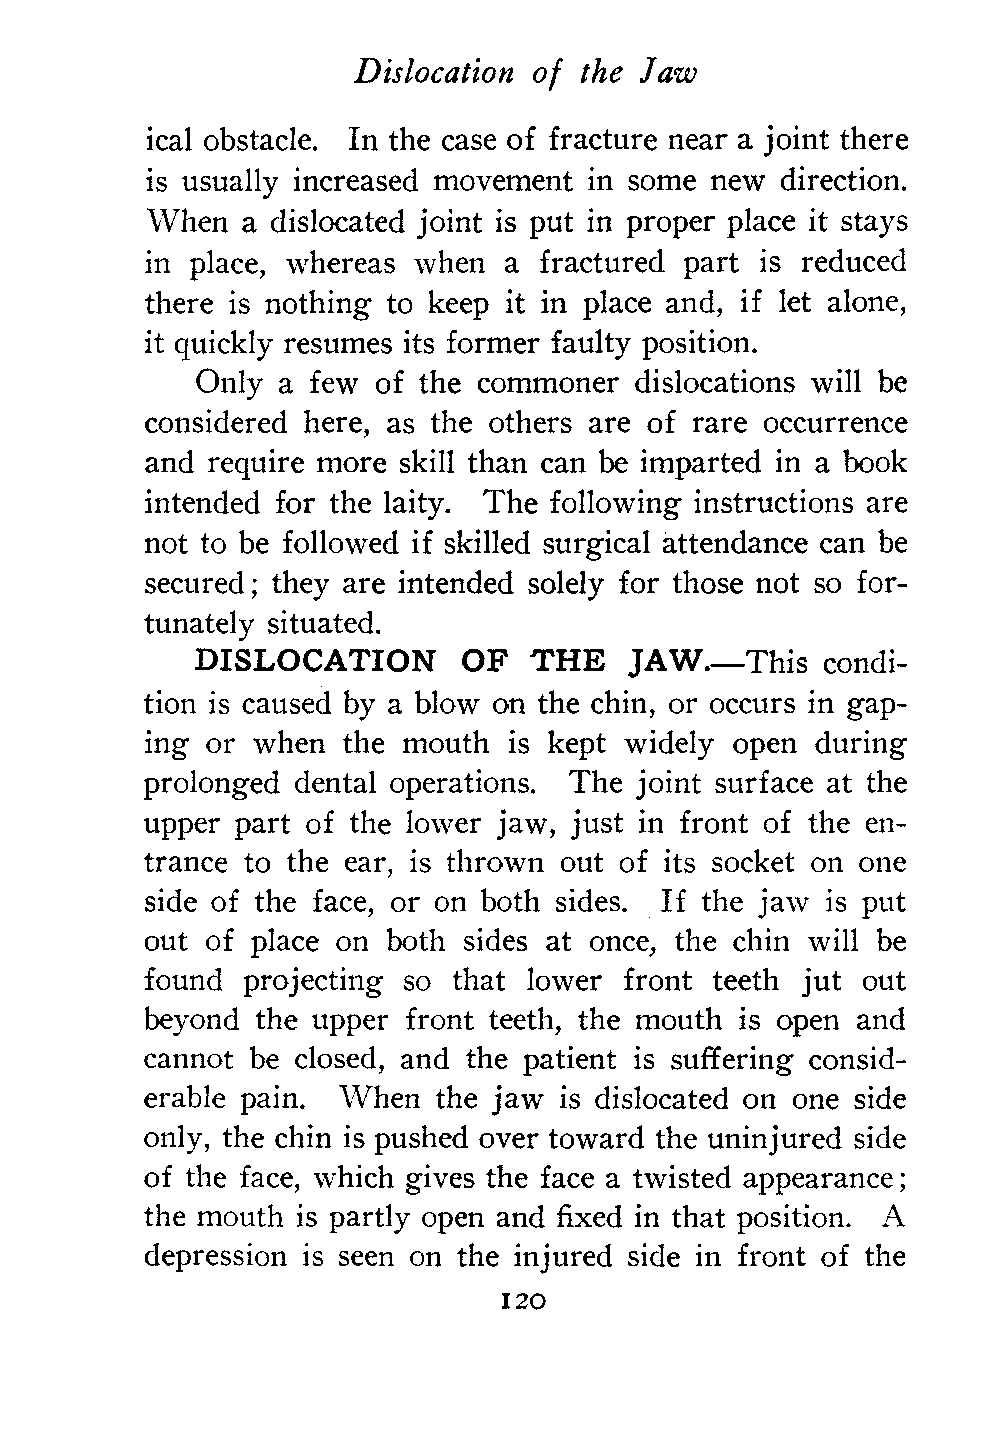 Dislocation of the Jaw
ical obstacle. In the case of fracture near a joint there
is usually increased movement in some new direction.
When a dislocated joint is put in proper place it stays
in place, whereas when a fractured part is reduced
there is nothing to keep it in place and, if let alone,
it quickly resumes its former faulty position.
Only a few of the commoner dislocations will be
considered here, as the others are of rare occurrence
and require more skill than can be imparted in a book
intended for the laity. The following instructions are
not to be followed if skilled surgical attendance can be
secured; they are intended solely for those not so for-
tunately situated.
DISLOCATION OF THE JAW.—This condi-
tion is caused by a blow on the chin, or occurs in gap-
ing or when the mouth is kept widely open during
prolonged dental operations. The joint surface at the
upper part of the lower jaw, just in front of the en-
trance to the ear, is thrown out of its socket on one
side of the face, or on both sides. If the jaw is put
out of place on both sides at once, the chin will be
found projecting so that lower front teeth jut out
beyond the upper front teeth, the mouth is open and
cannot be closed, and the patient is suffering consid-
erable pain. When the jaw is dislocated on one side
only, the chin is pushed over toward the uninjured side
of the face, which gives the face a twisted appearance;
the mouth is partly open and fixed in that position. A
depression is seen on the injured side in front of the
120